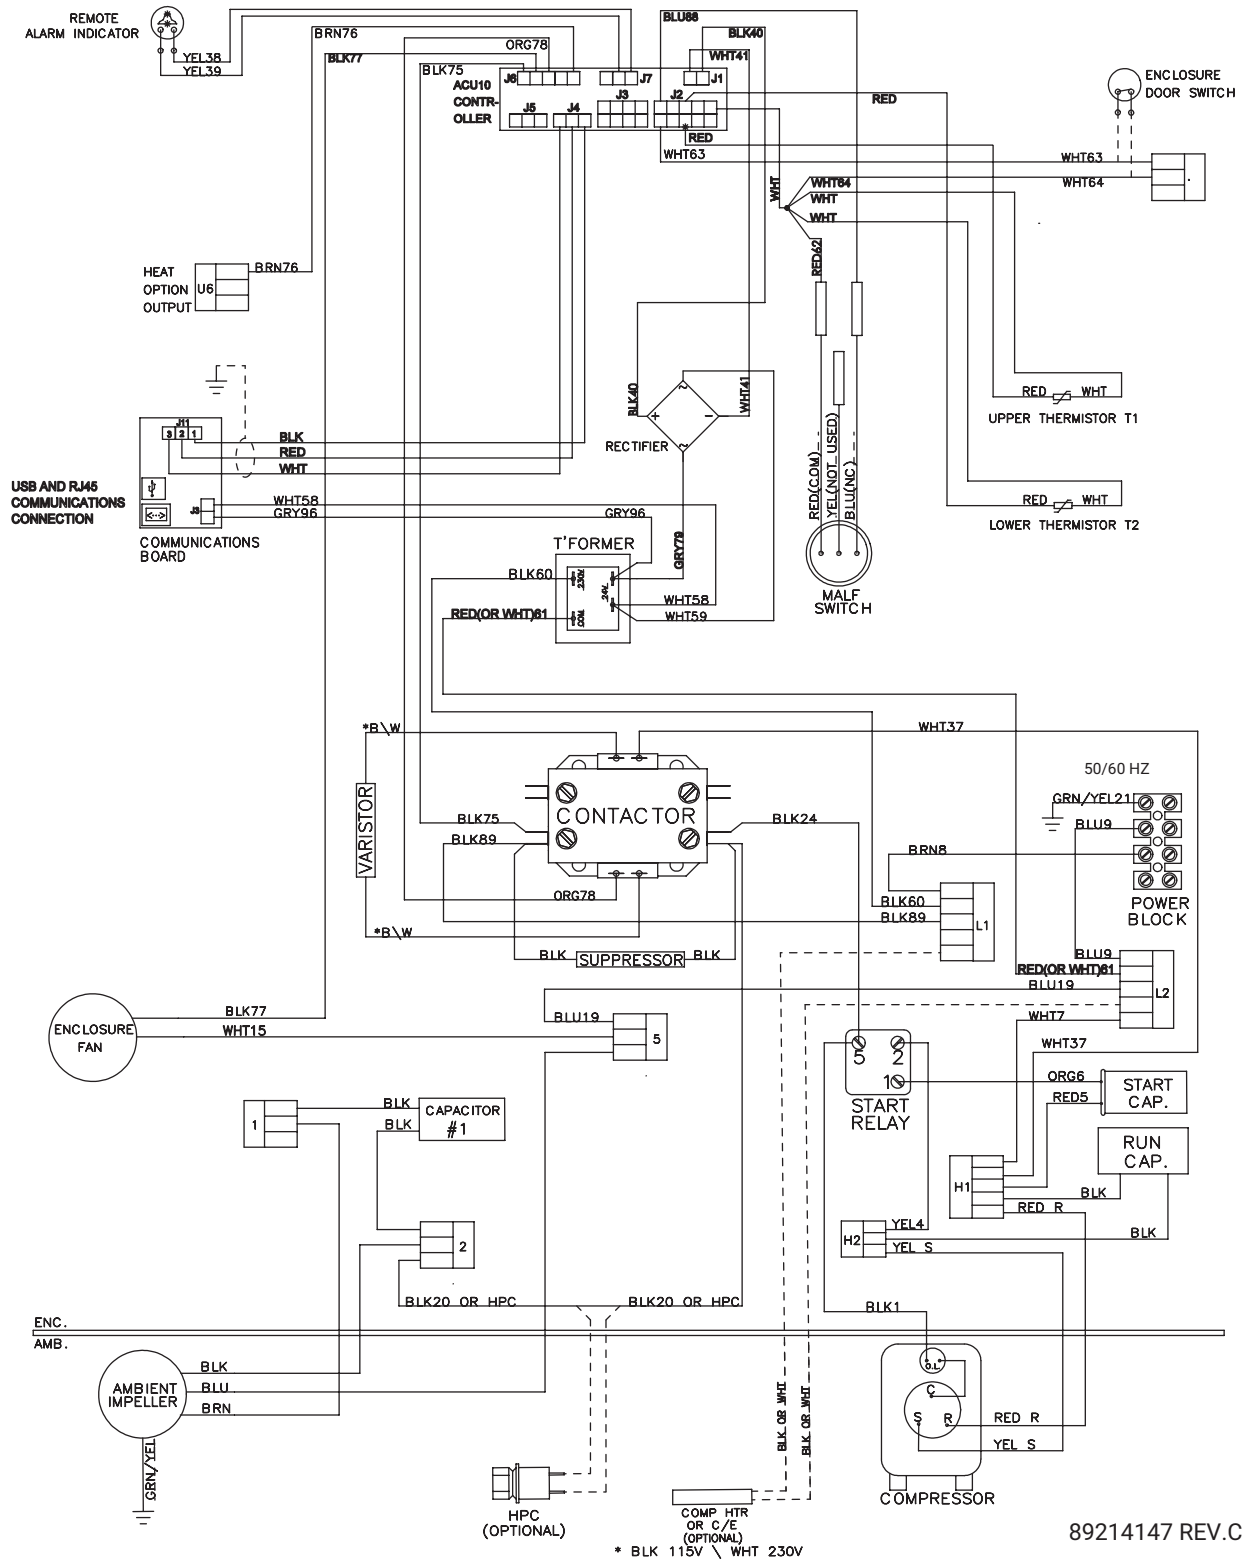 REMOTE
ALARM INDICATOR
YEL38
YEL39
BRN76
ORG78
BLK77
BLK75
BLU66
BLK40
WHT41
J6
J7
J1
ACU10
CONTR-
OLLER
J5
J4
J3
J2
RED
RED
WHT63
ENCLOSURE
DOOR SWITCH
WHT63
WHT64
WHT
WHT64
WHT
WHT
RED62
HEAT
OPTION
OUTPUT
U6
BRN76
BLK40
WHT41
~
+
−
~
RECTIFIER
RED
WHT
UPPER THERMISTOR T1
RED
WHT
LOWER THERMISTOR T2
RED(COM)
YEL(NOT USED)
BLU(NC)
MALF
SWITCH
J11
3 2 1
BLK
RED
WHT
USB AND RJ45
COMMUNICATIONS
CONNECTION
J3
WHT58
GRY96
GRY96
COMMUNICATIONS
BOARD
T'FORMER
GRY79
BLK60
230V
24V
COM
RED(OR WHT)61
WHT58
WHT59
*B\W
WHT37
50/60 HZ
VARISTOR
CONTACTOR
BLK75
BLK89
BLK24
GRN/YEL21
BLU9
BRN8
POWER
BLOCK
ORG78
*B\W
BLK
SUPPRESSOR
BLK
BLK60
BLK89
L1
BLU9
RED(OR WHT)61
BLU19
L2
WHT7
WHT37
ENCLOSURE
FAN
BLK77
WHT15
BLU19
5
5
2
1
START
RELAY
ORG6
RED5
START
CAP.
RUN
CAP.
1
BLK
BLK
CAPACITOR
#1
H1
BLK
RED R
BLK
2
H2
YEL4
YEL S
BLK20 OR HPC
BLK20 OR HPC
BLK1
ENC.
AMB.
AMBIENT
IMPELLER
BLK
BLU
BRN
GRN/YEL
BLK OR WHT
BLK OR WHT
O.L.
C
S
R
RED R
YEL S
COMPRESSOR
HPC
(OPTIONAL)
COMP HTR
OR C/E
(OPTIONAL)
* BLK 115V \ WHT 230V
89214147 REV.C